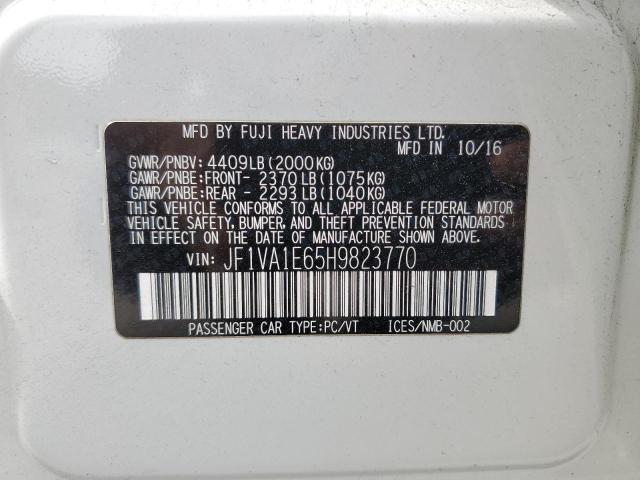 MFD BY FUJI HEAVY INDUSTRIES LTD.
MFD IN 10/16
GVWR/PNBV: 4409LB(2000KG)
GAWR/PNBE:FRONT- 2370LB(1075KG)
GAWR/PNBE:REAR - 2293LB(1040KG)
THIS VEHICLE CONFORMS TO ALL APPLICABLE FEDERAL MOTOR
VEHICLE SAFETY, BUMPER, AND THEFT PREVENTION STANDARDS
IN EFFECT ON THE DATE OF MANUFACTURE SHOWN ABOVE.
VIN: JF1VA1E65H9823770
PASSENGER CAR TYPE:PC/VT ICES/NMB-002